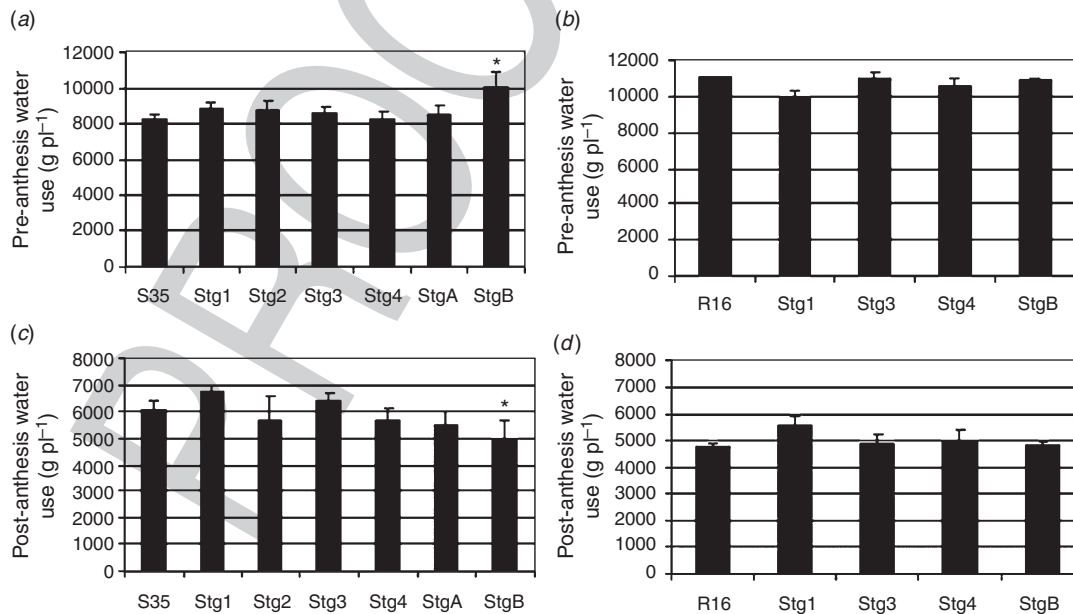 (a)
Pre-anthesis water
use (g pl⁻¹)
12000
10000
8000
6000
4000
2000
0
*
S35 Stg1 Stg2 Stg3 Stg4 StgA StgB
(b)
Pre-anthesis water
use (g pl⁻¹)
12000
10000
8000
6000
4000
2000
0
R16 Stg1 Stg3 Stg4 StgB
(c)
Post-anthesis water
use (g pl⁻¹)
8000
7000
6000
5000
4000
3000
2000
1000
0
*
S35 Stg1 Stg2 Stg3 Stg4 StgA StgB
(d)
Post-anthesis water
use (g pl⁻¹)
8000
7000
6000
5000
4000
3000
2000
1000
0
R16 Stg1 Stg3 Stg4 StgB
PROO